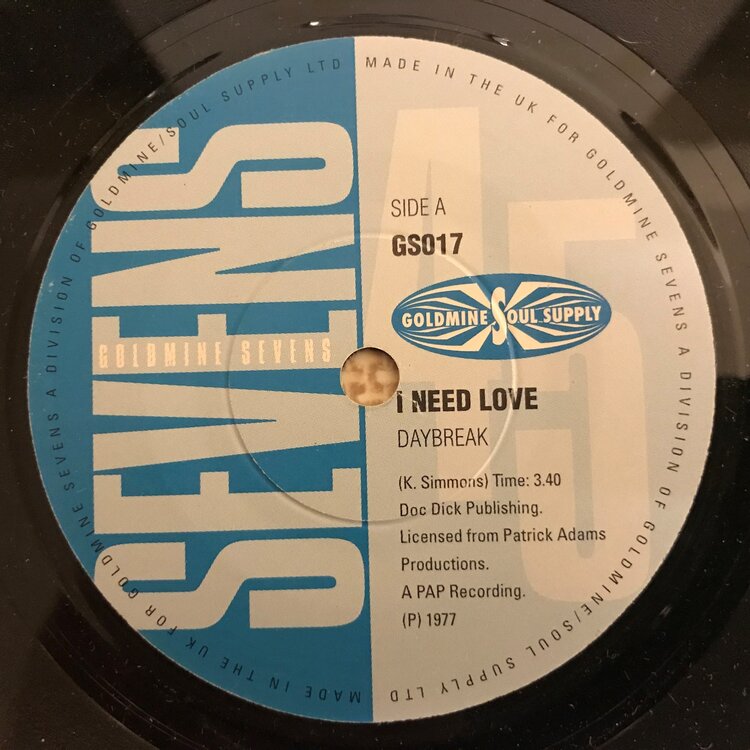 MADE IN THE UK FOR GOLDMINE SEVENS A DIVISION OF GOLDMINE/SOUL SUPPLY LTD
MADE IN THE UK FOR GOLDMINE SEVENS A DIVISION OF GOLDMINE/SOUL SUPPLY LTD
SEVENS
GOLDMINE SEVENS
45
SIDE A
GS017
GOLDMINE SOUL SUPPLY
I NEED LOVE
DAYBREAK
(K. Simmons) Time: 3.40
Doc Dick Publishing.
Licensed from Patrick Adams
Productions.
A PAP Recording.
(P) 1977